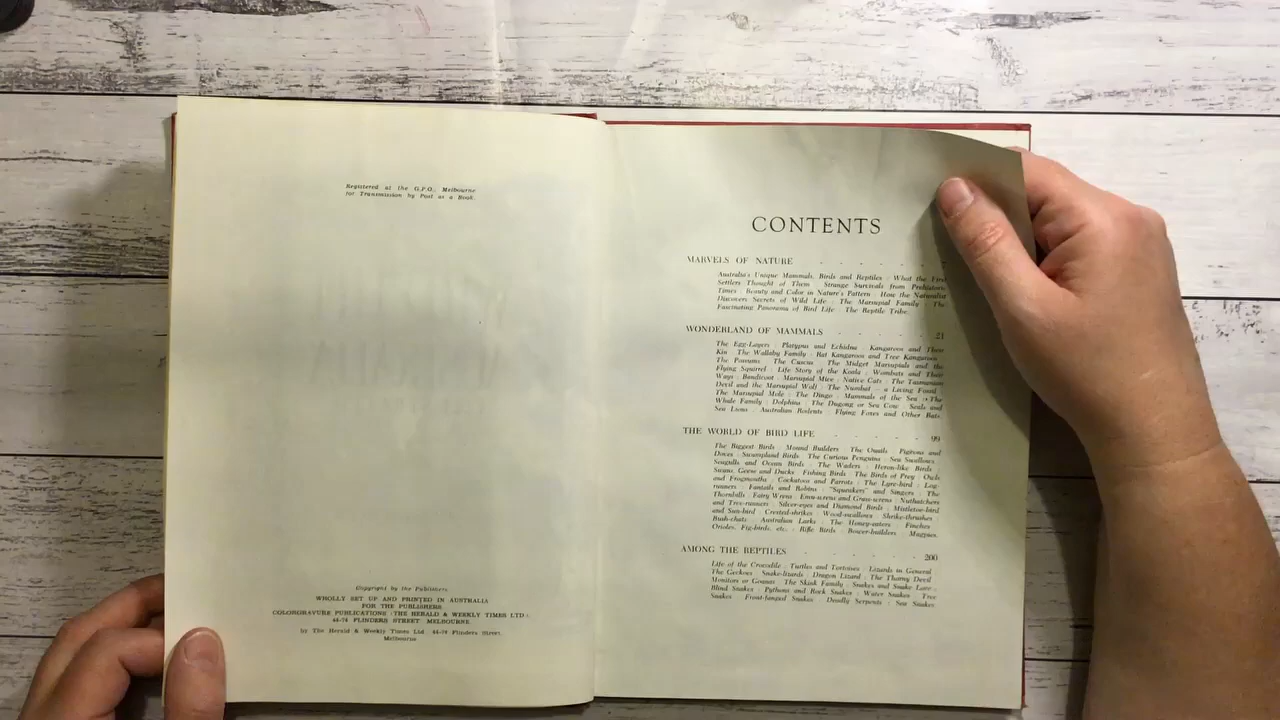 Registered at the G.P.O., Melbourne
for Transmission by Post as a Book.
Copyright by the Publishers
WHOLLY SET UP AND PRINTED IN AUSTRALIA
FOR THE PUBLISHERS
COLORGRAVURE PUBLICATIONS (THE HERALD & WEEKLY TIMES LTD.)
44-74 FLINDERS STREET MELBOURNE.
by The Herald & Weekly Times Ltd. 44-74 Flinders Street,
Melbourne
CONTENTS
MARVELS OF NATURE - - - - - 7
Australia's Unique Mammals, Birds and Reptiles : What the First
Settlers Thought of Them : Strange Survivals from Prehistoric
Times : Beauty and Color in Nature's Pattern : How the Naturalist
Discovers Secrets of Wild Life : The Marsupial Family : The
Fascinating Panorama of Bird Life : The Reptile Tribe.
WONDERLAND OF MAMMALS - - - - - 21
The Egg-Layers : Platypus and Echidna : Kangaroos and Their
Kin : The Wallaby Family : Rat Kangaroos and Tree Kangaroos :
The Possums : The Cuscus : The Midget Marsupials and the
Flying Squirrel : Life Story of the Koala : Wombats and Their
Ways : Bandicoot : Marsupial Mice : Native Cats : The Tasmanian
Devil and the Marsupial Wolf : The Numbat — a Living Fossil :
The Marsupial Mole : The Dingo : Mammals of the Sea : The
Whale Family : Dolphins : The Dugong or Sea Cow : Seals and
Sea Lions : Australian Rodents : Flying Foxes and Other Bats.
THE WORLD OF BIRD LIFE - - - - - 99
The Biggest Birds : Mound Builders : The Quails : Pigeons and
Doves : Swampland Birds : The Curious Penguins : Sea Swallows :
Seagulls and Ocean Birds : The Waders : Heron-like Birds :
Swans, Geese and Ducks : Fishing Birds : The Birds of Prey : Owls
and Frogmouths : Cockatoos and Parrots : The Lyre-bird : Log-
runners : Fantails and Robins : "Squeakers" and Singers : The
Thornbills : Fairy Wrens : Emu-wrens and Grass-wrens : Nuthatchers
and Tree-runners : Silver-eyes and Diamond Birds : Mistletoe-bird
and Sun-bird : Crested-shrikes : Wood-swallows : Shrike-thrushes :
Bush-chats : Australian Larks : The Honey-eaters : Finches :
Orioles, Fig-birds, etc. : Rifle Birds : Bower-builders : Magpies.
AMONG THE REPTILES - - - - - - 200
Life of the Crocodile : Turtles and Tortoises : Lizards in General :
The Geckoes : Snake-lizards : Dragon Lizard : The Thorny Devil :
Monitors or Goanas : The Skink Family : Snakes and Snake Lore :
Blind Snakes : Pythons and Rock Snakes : Water Snakes : Tree
Snakes : Front-fanged Snakes : Deadly Serpents : Sea Snakes